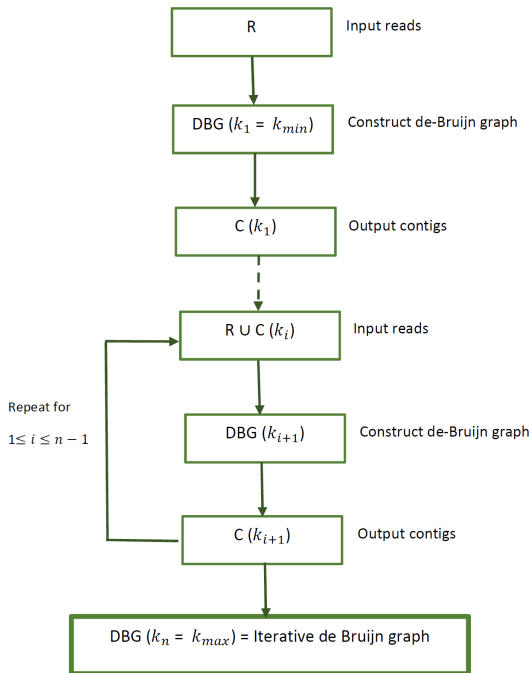 R
Input reads
DBG (k₁ = kₘᵢₙ)
Construct de-Bruijn graph
C (k₁)
Output contigs
R ∪ C (kᵢ)
Input reads
Repeat for
1≤ i ≤ n − 1
DBG (kᵢ₊₁)
Construct de-Bruijn graph
C (kᵢ₊₁)
Output contigs
DBG (kₙ = kₘₐₓ) = Iterative de Bruijn graph